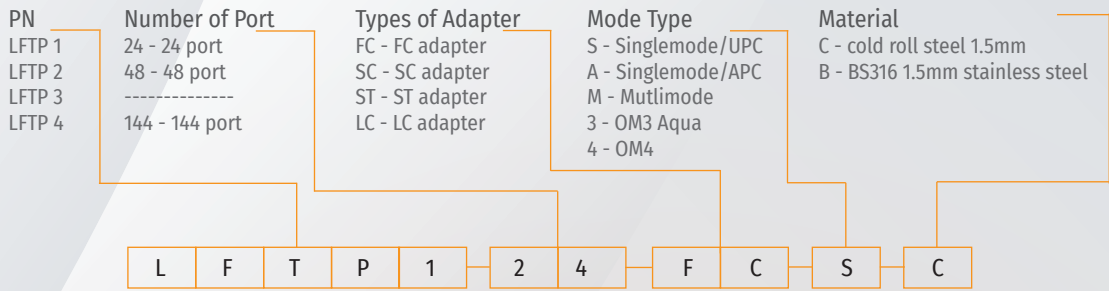 PN
LFTP 1
LFTP 2
LFTP 3
LFTP 4
Number of Port
24 - 24 port
48 - 48 port
--------------
144 - 144 port
Types of Adapter
FC - FC adapter
SC - SC adapter
ST - ST adapter
LC - LC adapter
Mode Type
S - Singlemode/UPC
A - Singlemode/APC
M - Mutlimode
3 - OM3 Aqua
4 - OM4
Material
C - cold roll steel 1.5mm
B - BS316 1.5mm stainless steel
L F T P 1 2 4 F C S C